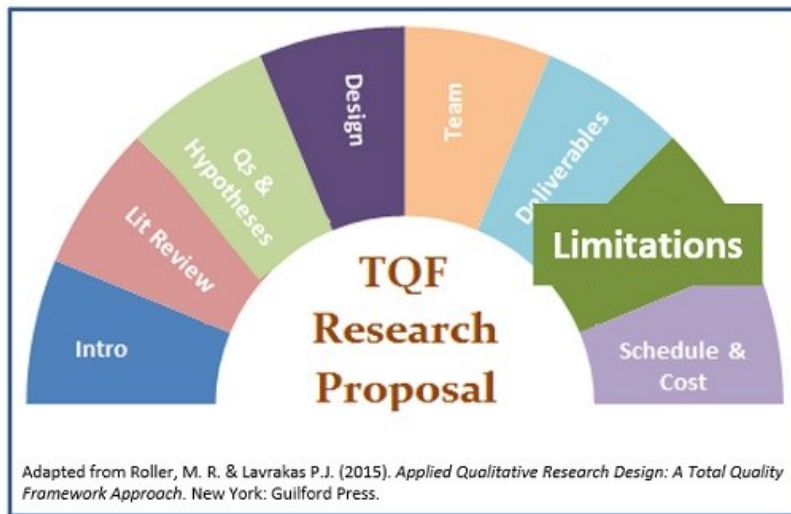 Intro
Lit Review
Qs &
Hypotheses
Design
Team
Deliverables
Limitations
Schedule &
Cost
TQF
Research
Proposal
Adapted from Roller, M. R. & Lavrakas P.J. (2015). Applied Qualitative Research Design: A Total Quality
Framework Approach. New York: Guilford Press.